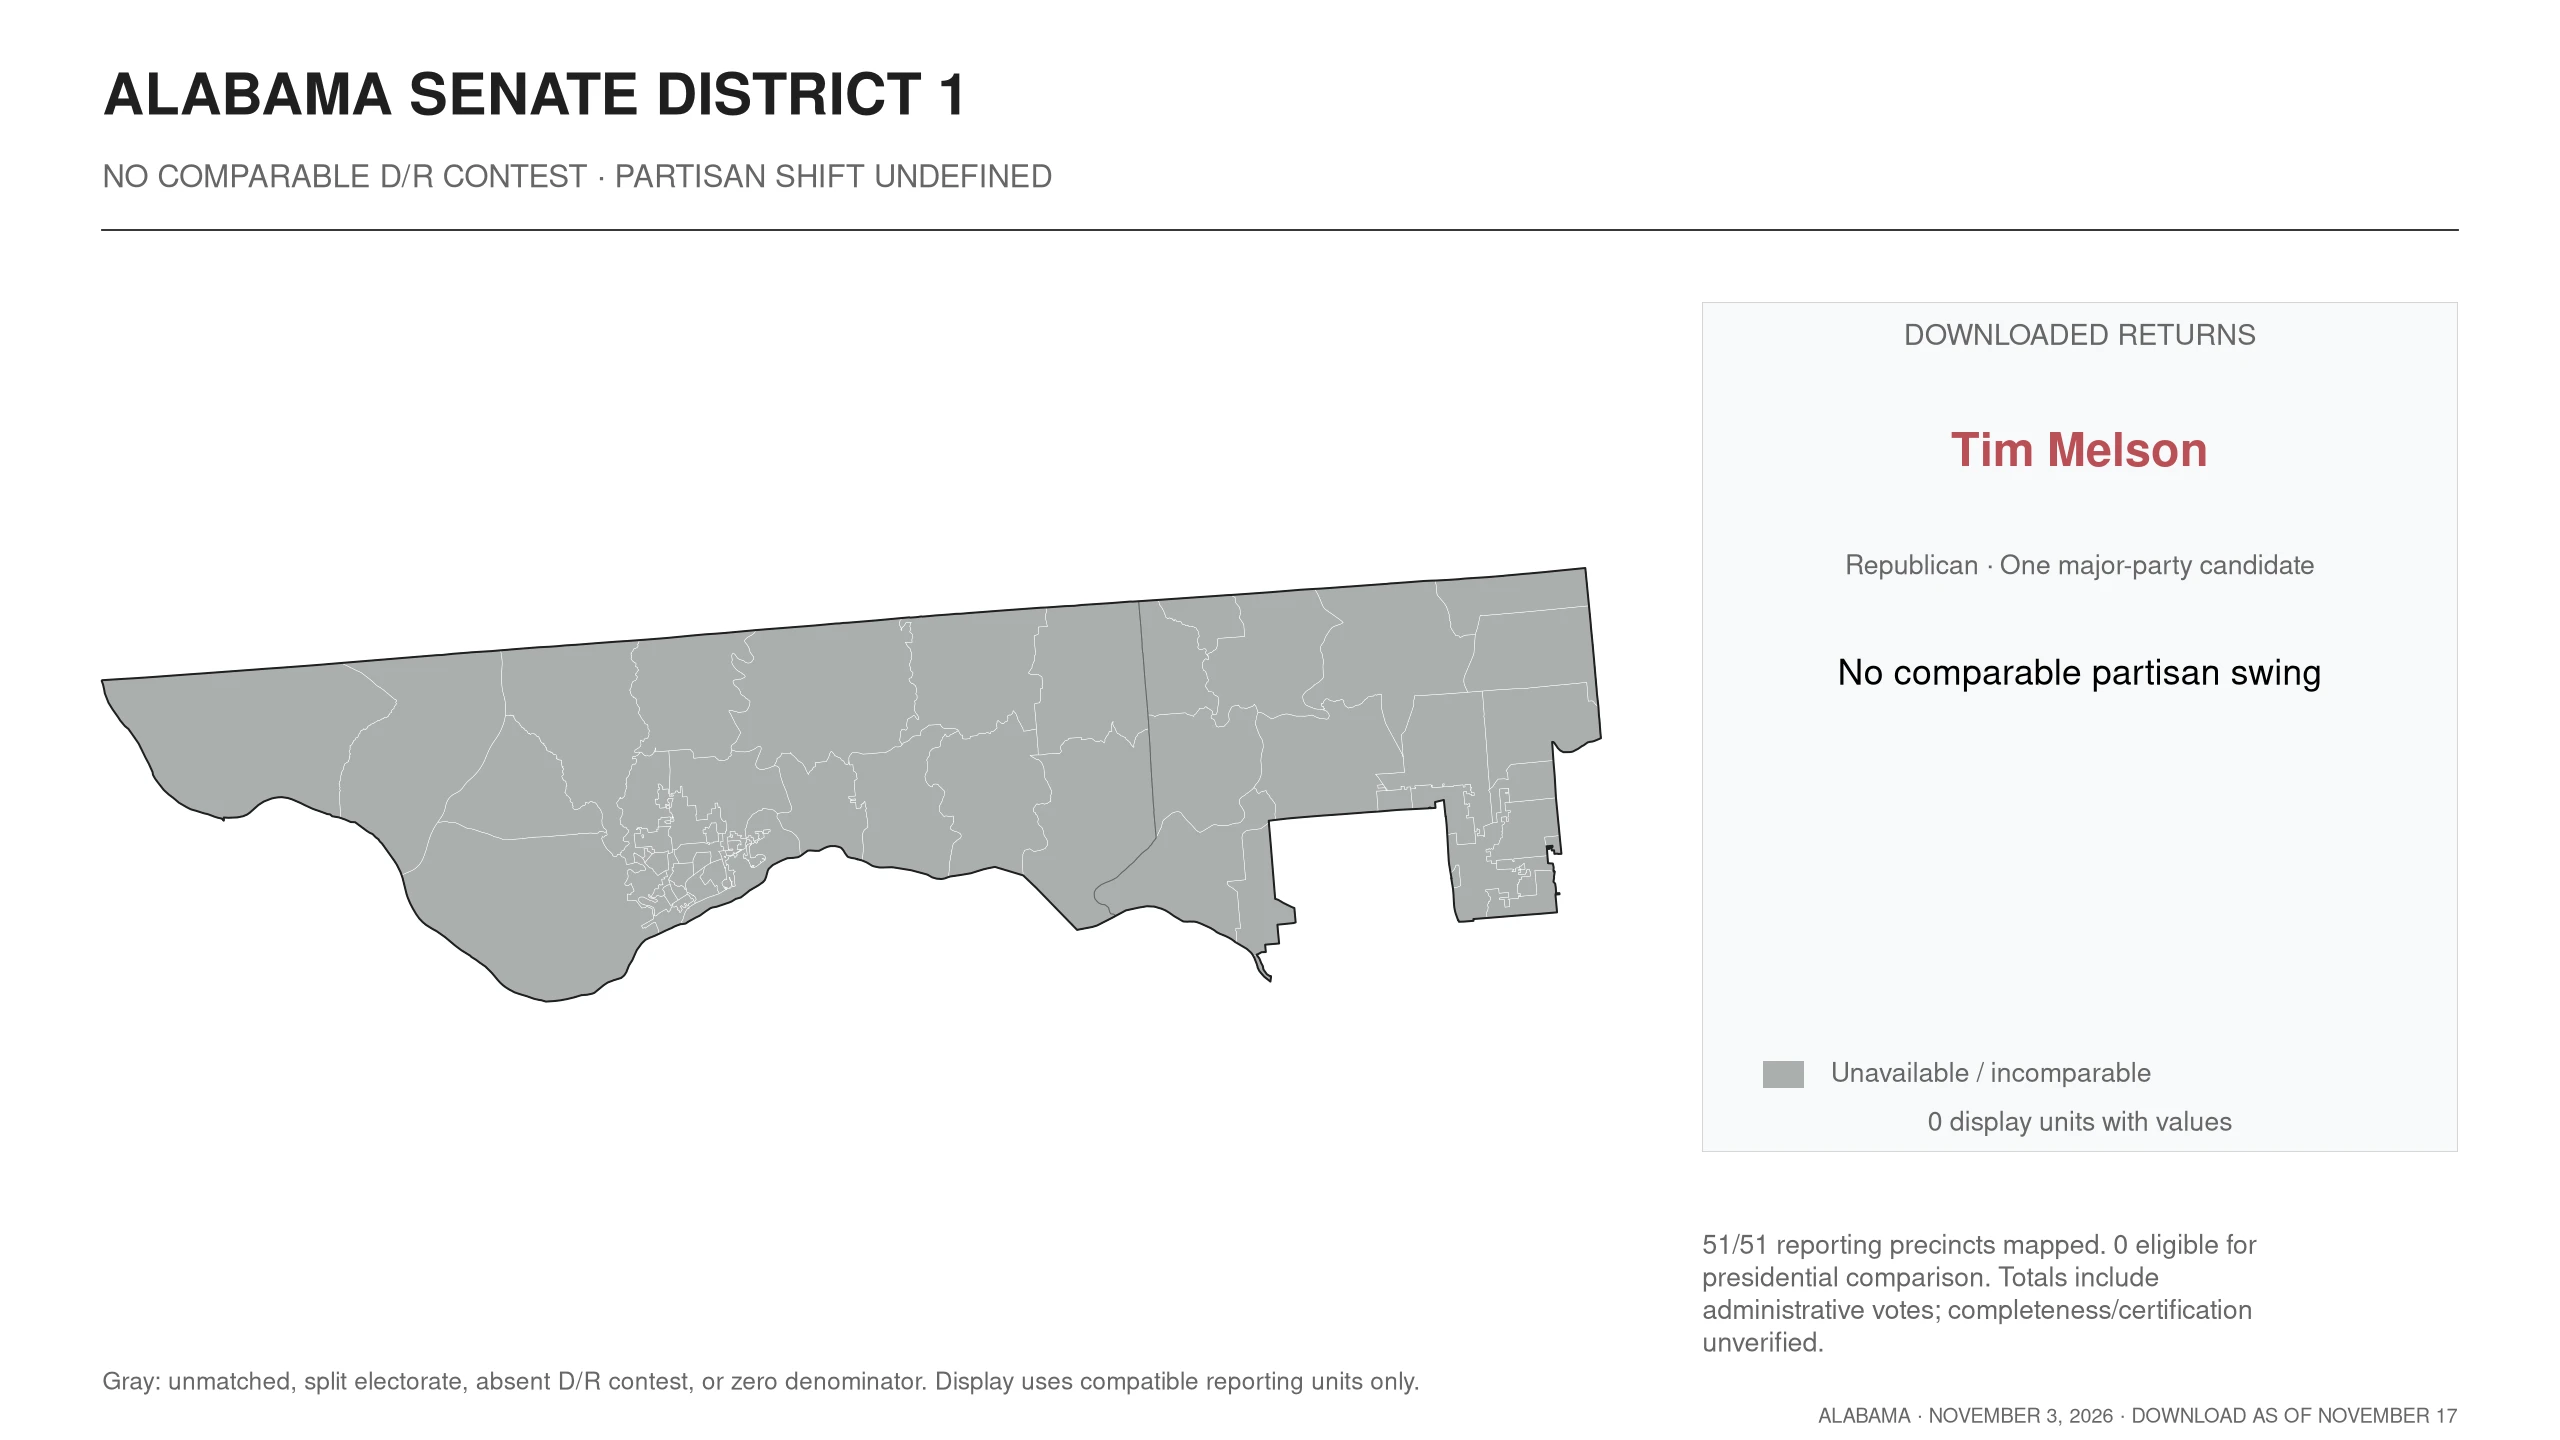 ALABAMA SENATE DISTRICT 1
NO COMPARABLE D/R CONTEST · PARTISAN SHIFT UNDEFINED
DOWNLOADED RETURNS
Tim Melson
Republican · One major-party candidate
No comparable partisan swing
Unavailable / incomparable
0 display units with values
51/51 reporting precincts mapped. 0 eligible for
presidential comparison. Totals include
administrative votes; completeness/certification
unverified.
Gray: unmatched, split electorate, absent D/R contest, or zero denominator. Display uses compatible reporting units only.
ALABAMA · NOVEMBER 3, 2026 · DOWNLOAD AS OF NOVEMBER 17